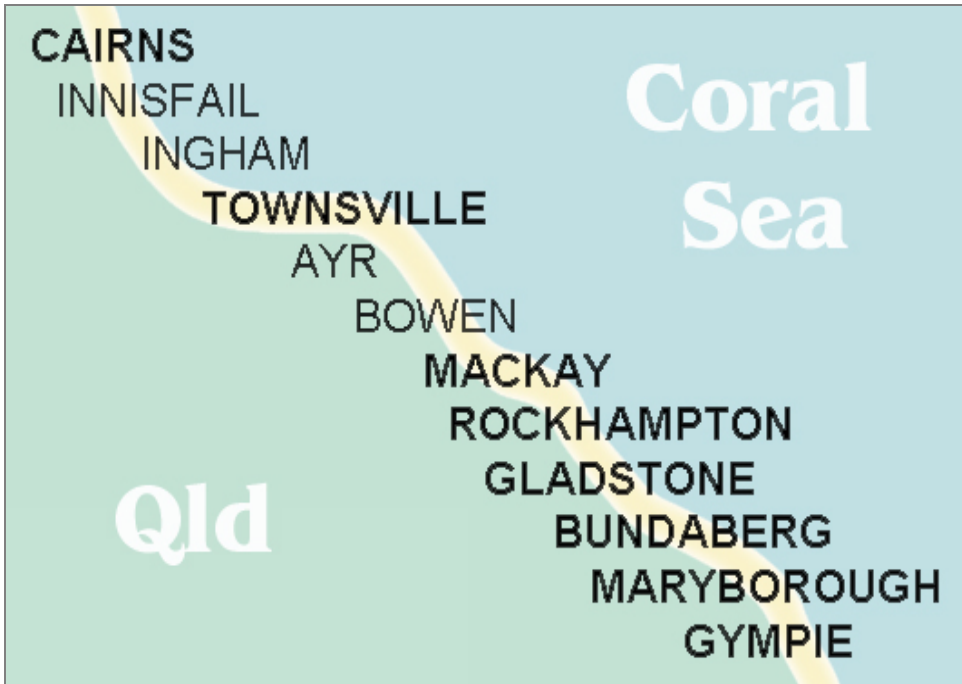 CAIRNS
INNISFAIL
INGHAM
TOWNSVILLE
AYR
BOWEN
MACKAY
ROCKHAMPTON
GLADSTONE
BUNDABERG
MARYBOROUGH
GYMPIE
Coral
Sea
Qld